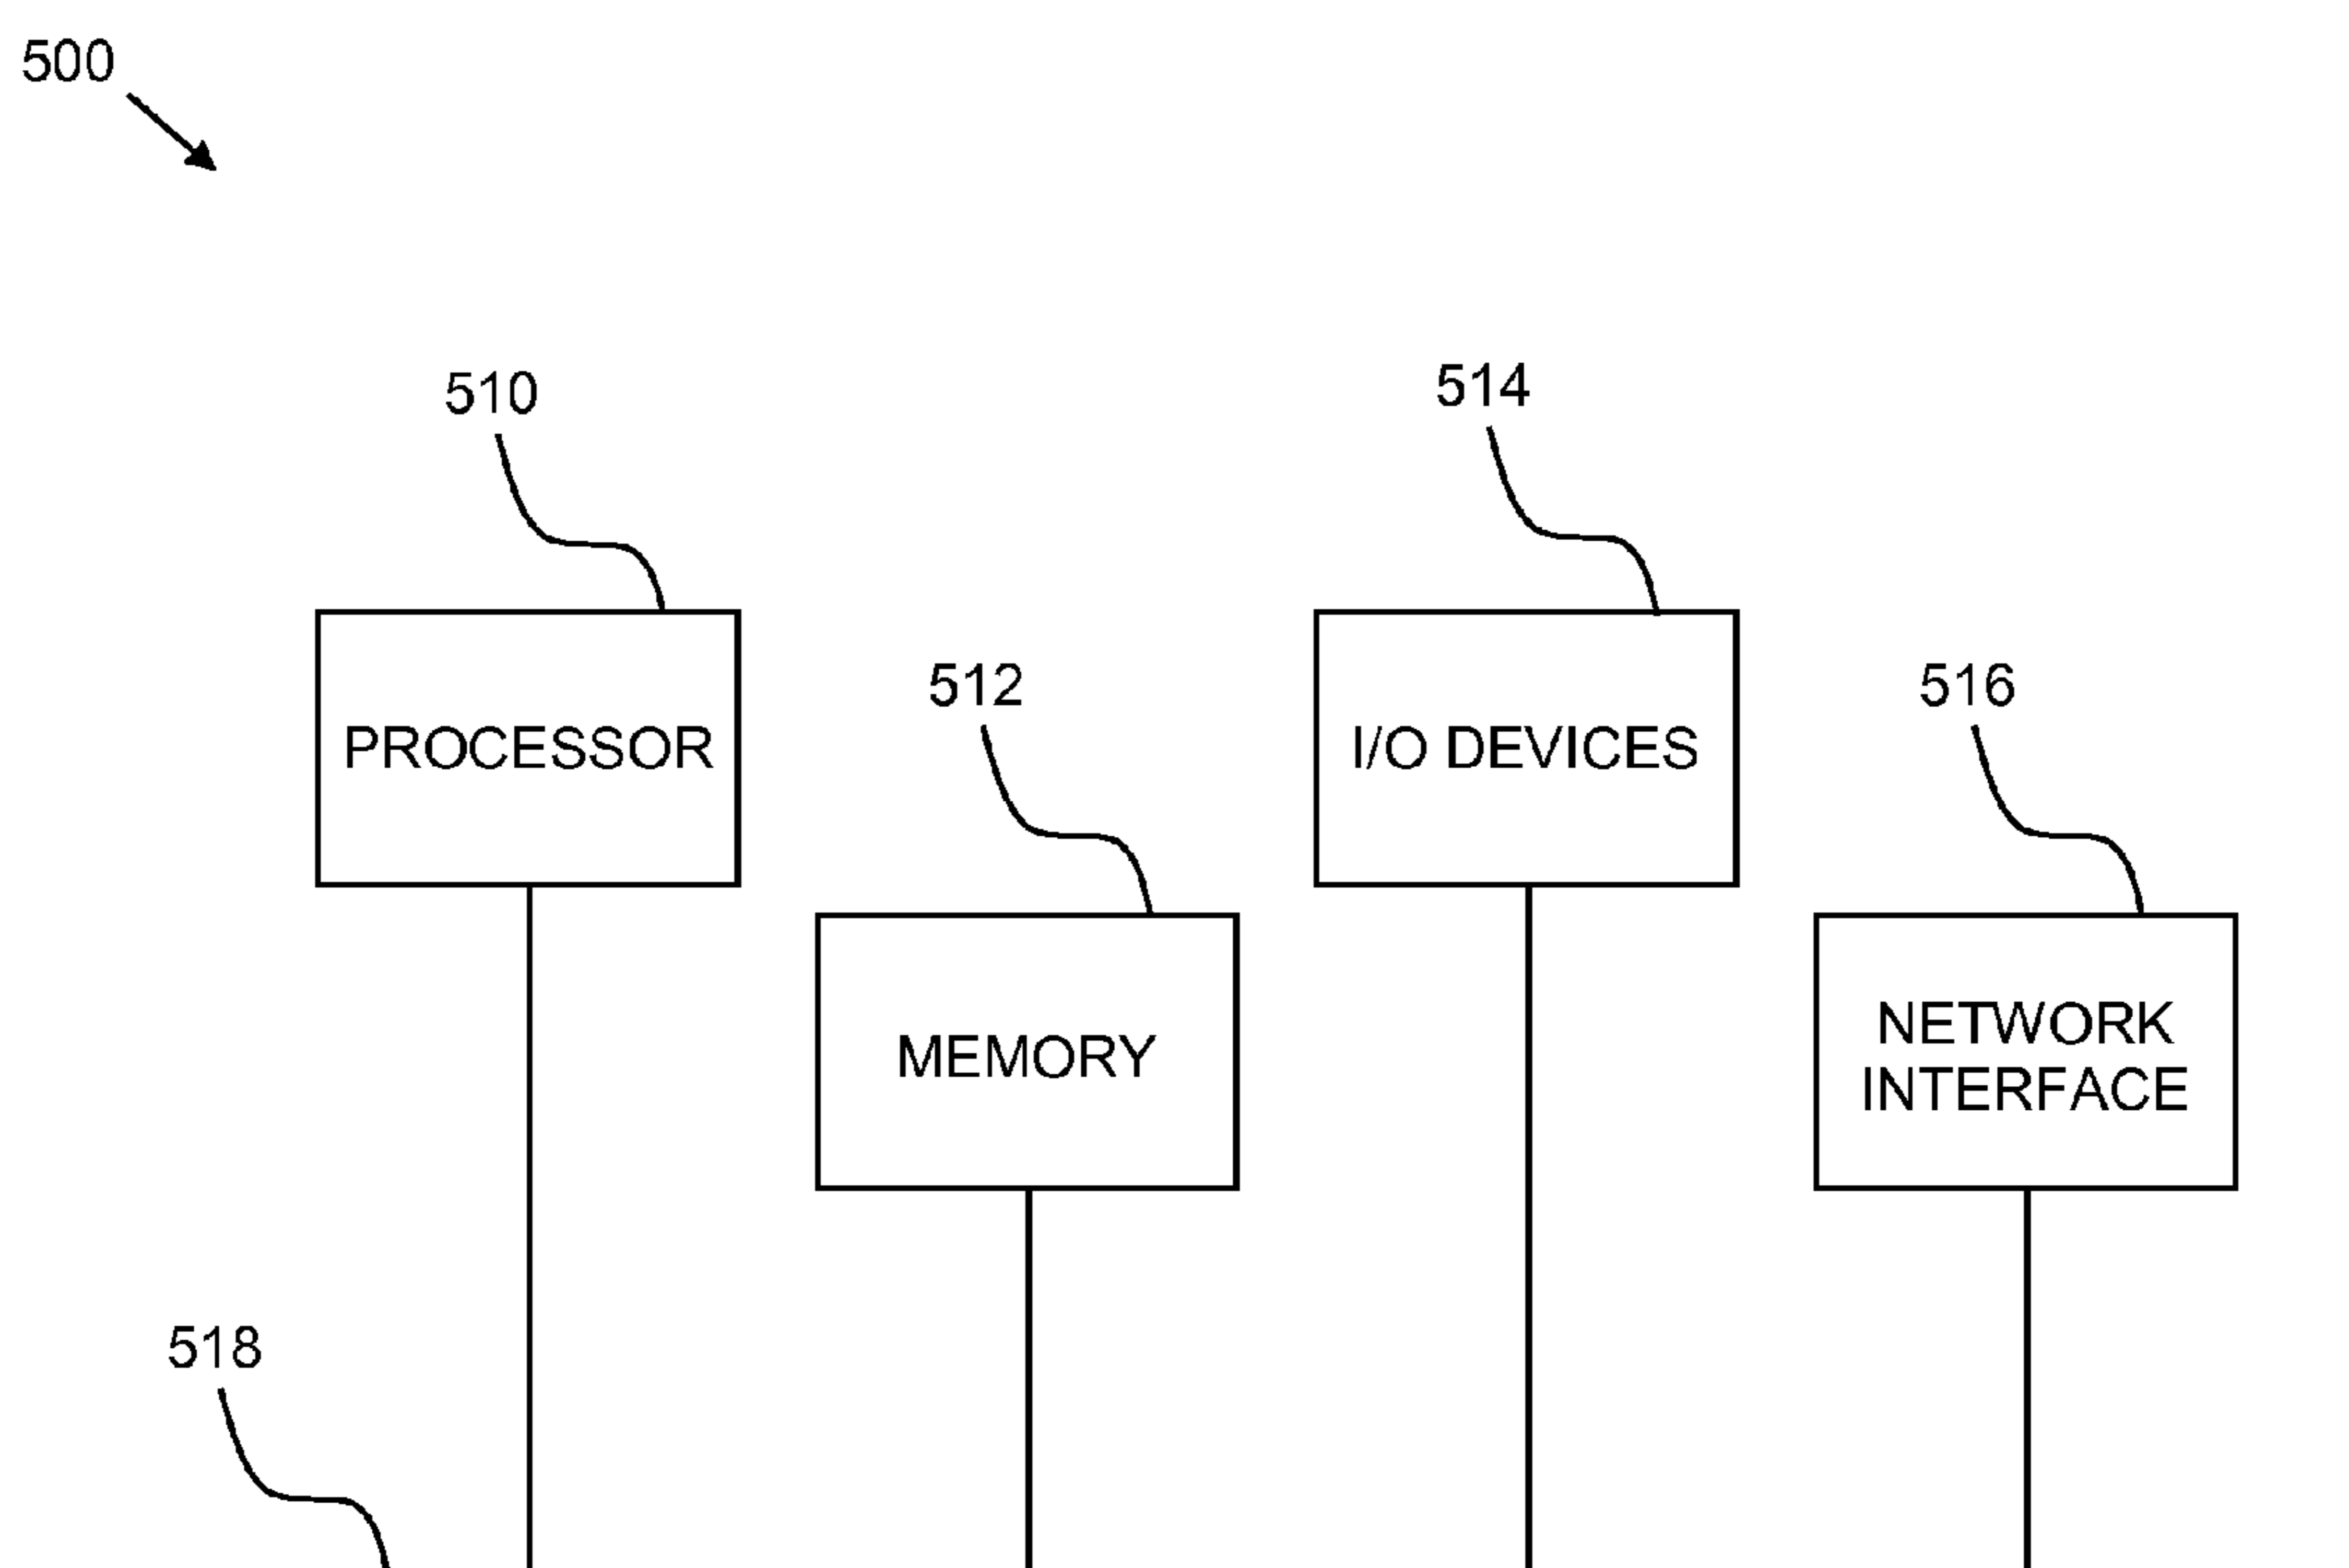 500
510
514
PROCESSOR
512
I/O DEVICES
516
MEMORY
NETWORK
INTERFACE
518